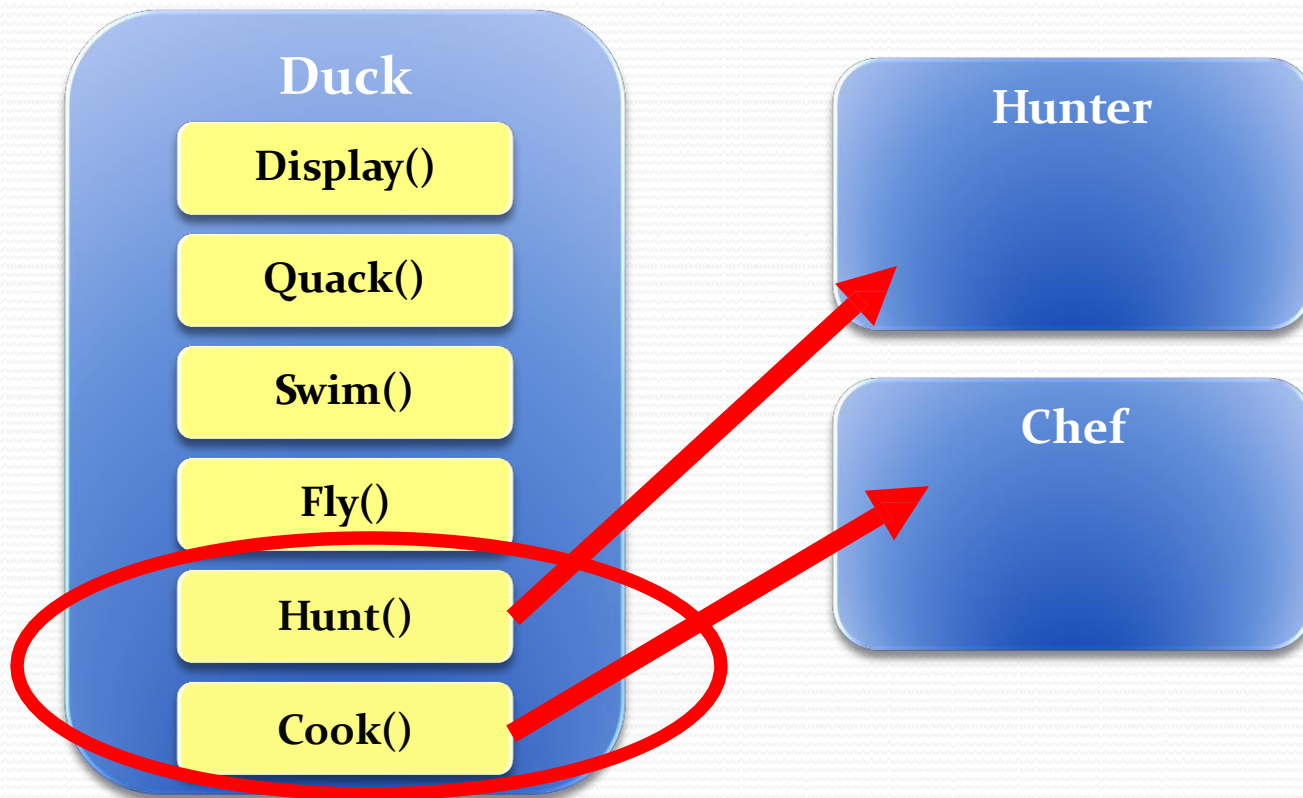 Duck
Display()
Quack()
Swim()
Fly()
Hunt()
Cook()
Hunter
Chef